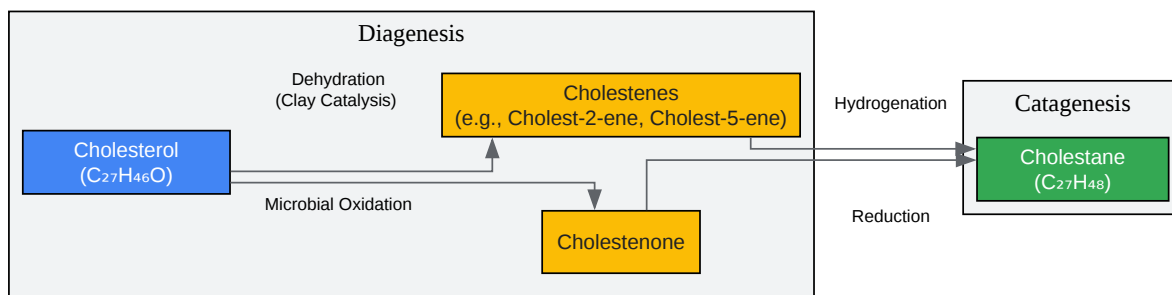 Diagenesis
Dehydration
(Clay Catalysis)
Cholestenes
(e.g., Cholest-2-ene, Cholest-5-ene)
Hydrogenation
Catagenesis
Cholesterol
(C₂₇H₄₆O)
Cholestane
(C₂₇H₄₈)
Microbial Oxidation
Cholestenone
Reduction